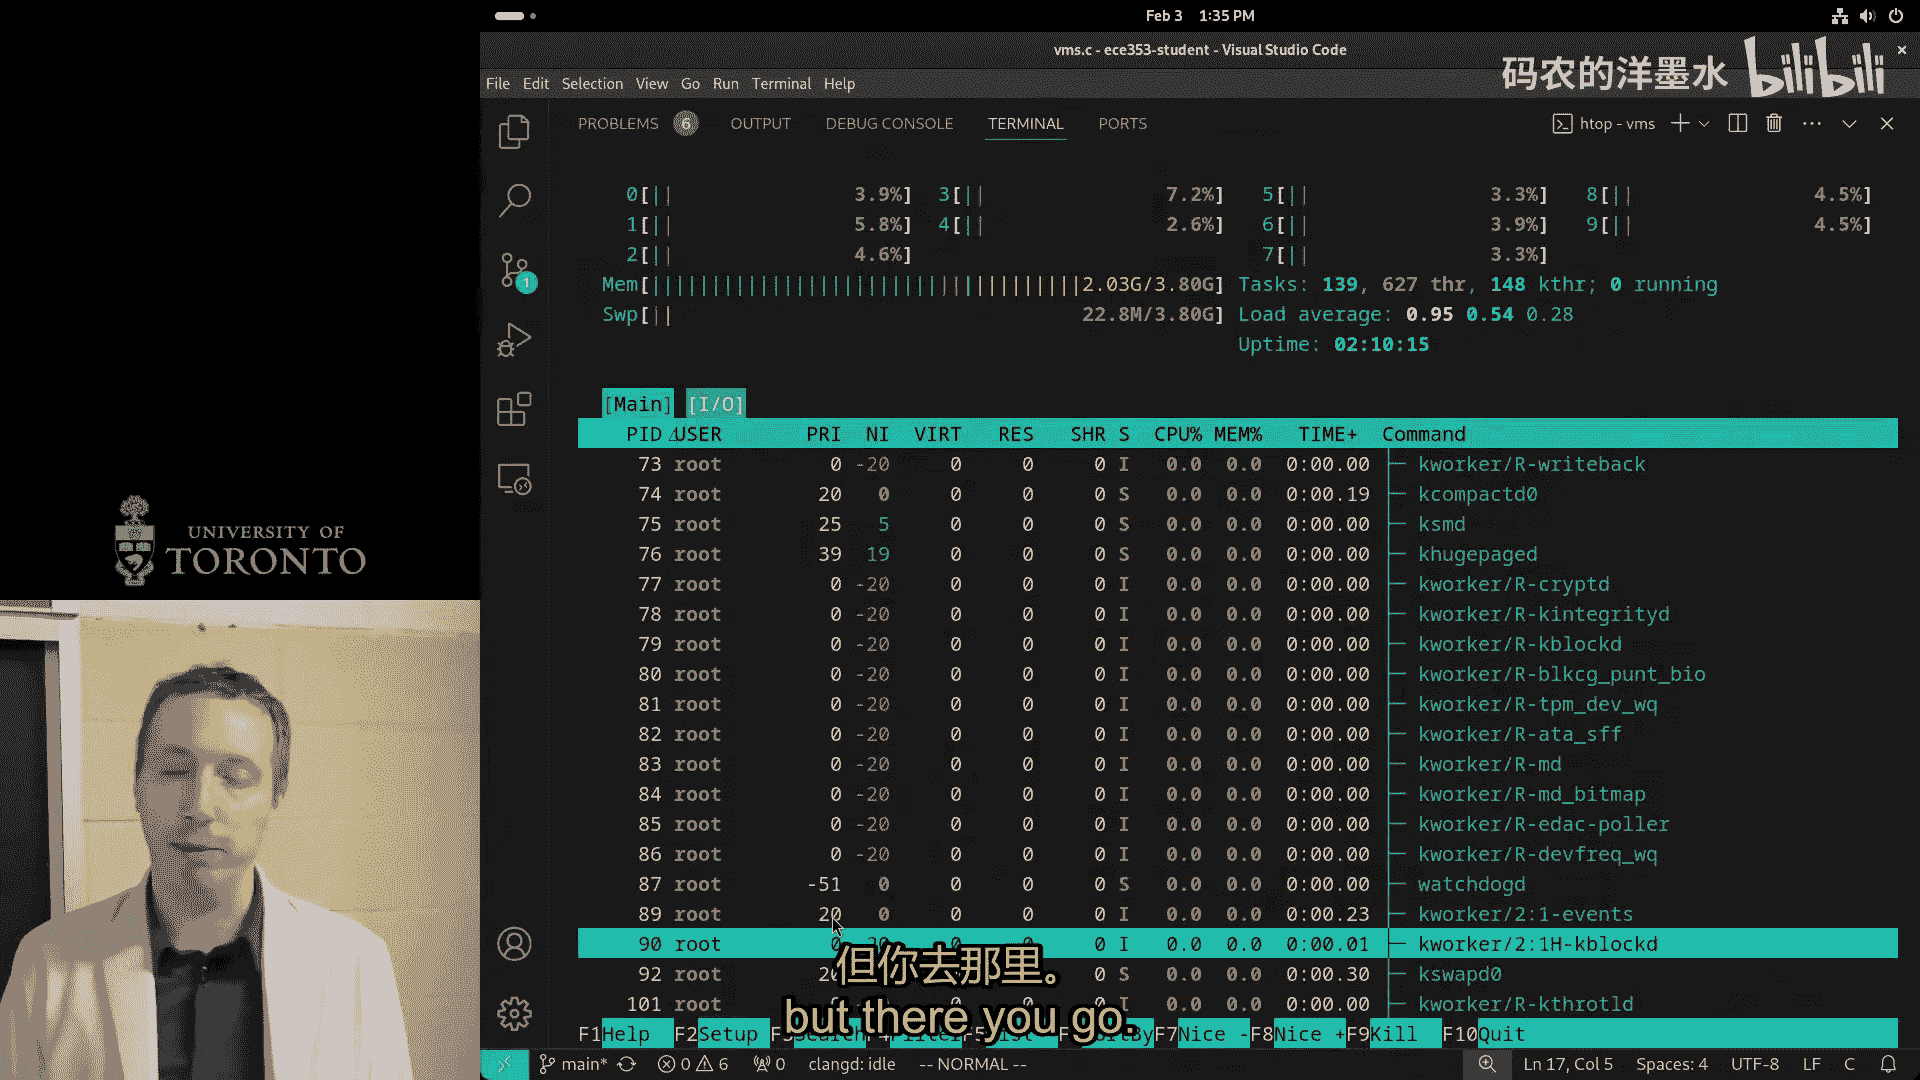 Feb 3 1:35 PM
vms.c - ece353-student - Visual Studio Code
码农的洋墨水 bilibili
File Edit Selection View Go Run Terminal Help
PROBLEMS 6 OUTPUT DEBUG CONSOLE TERMINAL PORTS htop - vms
0[|| 3.9%] 3[|| 7.2%] 5[|| 3.3%] 8[|| 4.5%]
1[|| 5.8%] 4[|| 2.6%] 6[|| 3.9%] 9[|| 4.5%]
2[|| 4.6%] 7[|| 3.3%]
Mem[||||||||||||||||||||||||||||||||||||2.03G/3.80G] Tasks: 139, 627 thr, 148 kthr; 0 running
Swp[|| 22.8M/3.80G] Load average: 0.95 0.54 0.28
Uptime: 02:10:15
[Main] [I/O]
PID △USER PRI NI VIRT RES SHR S CPU% MEM% TIME+ Command
73 root 0 -20 0 0 0 I 0.0 0.0 0:00.00 ├─ kworker/R-writeback
74 root 20 0 0 0 0 S 0.0 0.0 0:00.19 ├─ kcompactd0
75 root 25 5 0 0 0 S 0.0 0.0 0:00.00 ├─ ksmd
76 root 39 19 0 0 0 S 0.0 0.0 0:00.00 ├─ khugepaged
77 root 0 -20 0 0 0 I 0.0 0.0 0:00.00 ├─ kworker/R-cryptd
78 root 0 -20 0 0 0 I 0.0 0.0 0:00.00 ├─ kworker/R-kintegrityd
79 root 0 -20 0 0 0 I 0.0 0.0 0:00.00 ├─ kworker/R-kblockd
80 root 0 -20 0 0 0 I 0.0 0.0 0:00.00 ├─ kworker/R-blkcg_punt_bio
81 root 0 -20 0 0 0 I 0.0 0.0 0:00.00 ├─ kworker/R-tpm_dev_wq
82 root 0 -20 0 0 0 I 0.0 0.0 0:00.00 ├─ kworker/R-ata_sff
83 root 0 -20 0 0 0 I 0.0 0.0 0:00.00 ├─ kworker/R-md
84 root 0 -20 0 0 0 I 0.0 0.0 0:00.00 ├─ kworker/R-md_bitmap
85 root 0 -20 0 0 0 I 0.0 0.0 0:00.00 ├─ kworker/R-edac-poller
86 root 0 -20 0 0 0 I 0.0 0.0 0:00.00 ├─ kworker/R-devfreq_wq
87 root -51 0 0 0 0 S 0.0 0.0 0:00.00 ├─ watchdogd
89 root 20 0 0 0 0 I 0.0 0.0 0:00.23 ├─ kworker/2:1-events
90 root 0 0 I 0.0 0.0 0:00.01 ├─ kworker/2:1H-kblockd
92 root 0 S 0.0 0.0 0:00.30 ├─ kswapd0
101 root I 0.0 0.0 0:00.00 ├─ kworker/R-kthrotld
F1Help F2Setup F7Nice -F8Nice +F9Kill F10Quit
main* 0 6 0 clangd: idle -- NORMAL -- Ln 17, Col 5 Spaces: 4 UTF-8 LF C
UNIVERSITY OF
TORONTO
但你去那里。
but there you go.